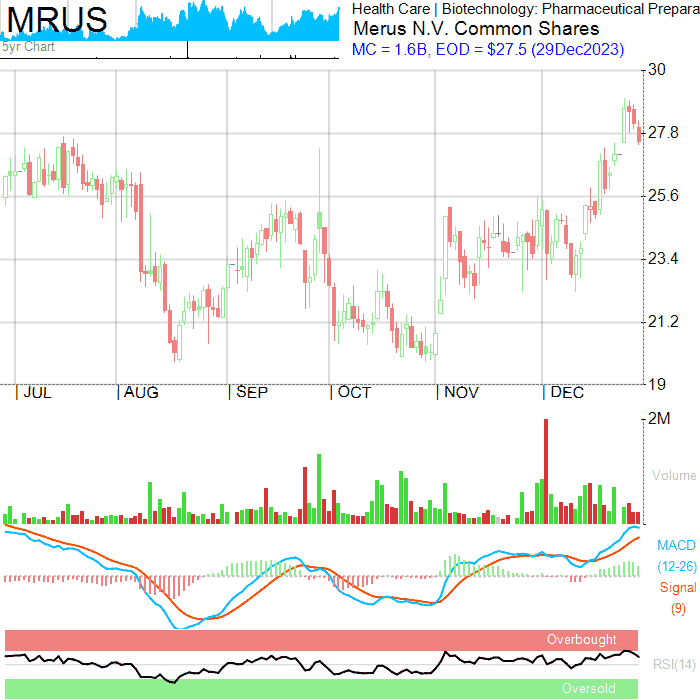 MRUS
5yr Chart
Health Care | Biotechnology: Pharmaceutical Prepara
Merus N.V. Common Shares
MC = 1.6B, EOD = $27.5 (29Dec2023)
30
27.8
25.6
23.4
21.2
19
| JUL | AUG | SEP | OCT | NOV | DEC
2M
Volume
MACD
(12-26)
Signal
(9)
Overbought
RSI(14)
Oversold